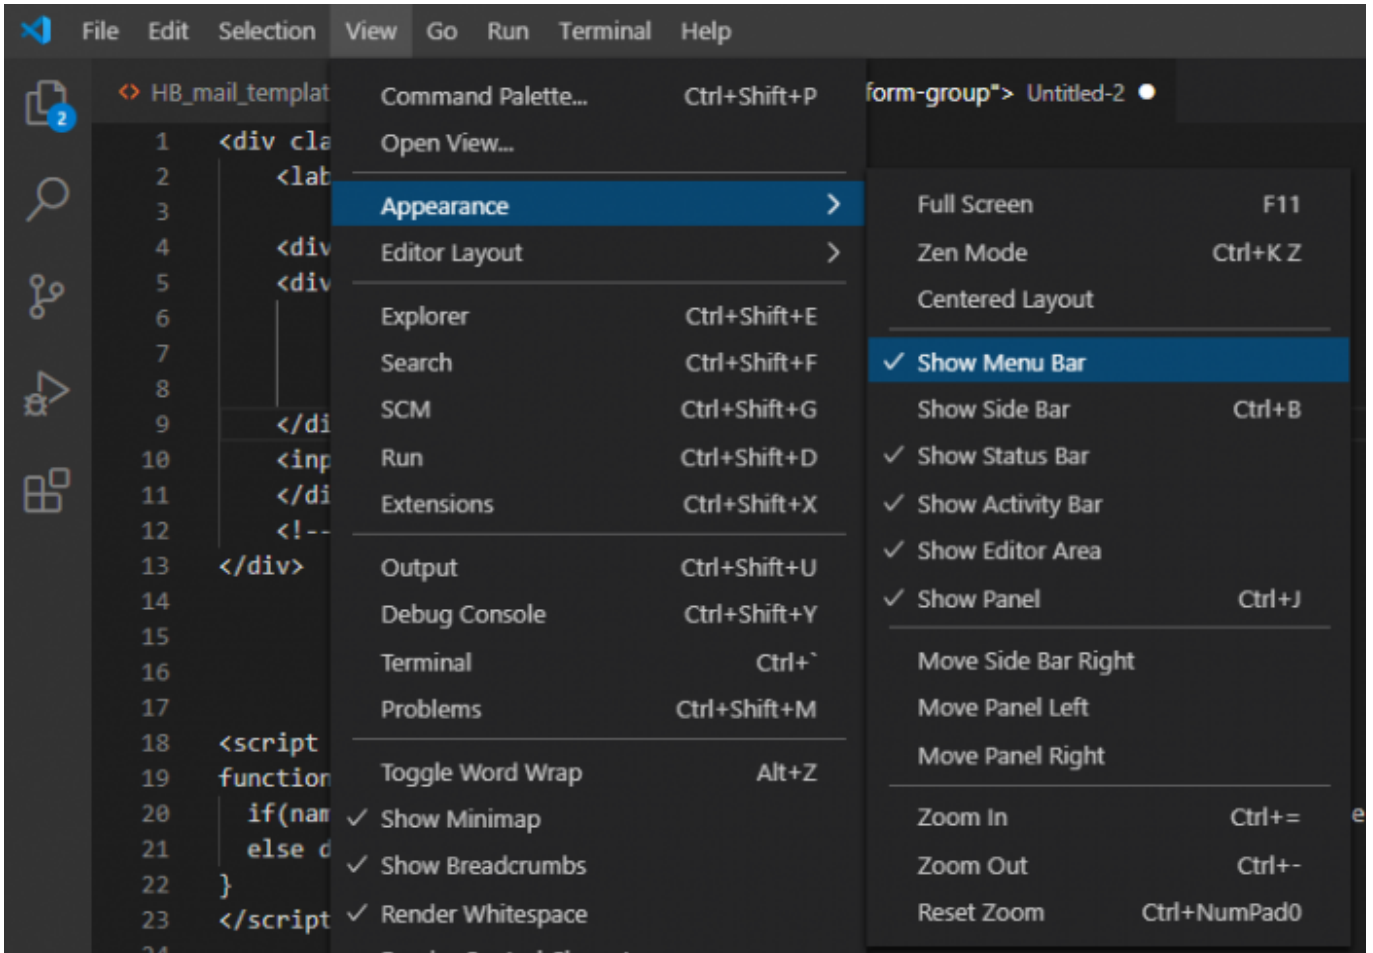 File Edit Selection View Go Run Terminal Help
<> HB_mail_templat
form-group"> Untitled-2 ●
2
1 <div cla
2 <lab
3
4 <div
5 <div
6
7
8
9 </di
10 <inp
11 </di
12 <!--
13 </div>
14
15
16
17
18 <script
19 function
20 if(nam
21 else d
22 }
23 </script
24
e
Command Palette... Ctrl+Shift+P
Open View...
Appearance >
Editor Layout >
Explorer Ctrl+Shift+E
Search Ctrl+Shift+F
SCM Ctrl+Shift+G
Run Ctrl+Shift+D
Extensions Ctrl+Shift+X
Output Ctrl+Shift+U
Debug Console Ctrl+Shift+Y
Terminal Ctrl+`
Problems Ctrl+Shift+M
Toggle Word Wrap Alt+Z
✓ Show Minimap
✓ Show Breadcrumbs
✓ Render Whitespace
Full Screen F11
Zen Mode Ctrl+K Z
Centered Layout
✓ Show Menu Bar
Show Side Bar Ctrl+B
✓ Show Status Bar
✓ Show Activity Bar
✓ Show Editor Area
✓ Show Panel Ctrl+J
Move Side Bar Right
Move Panel Left
Move Panel Right
Zoom In Ctrl+=
Zoom Out Ctrl+-
Reset Zoom Ctrl+NumPad0